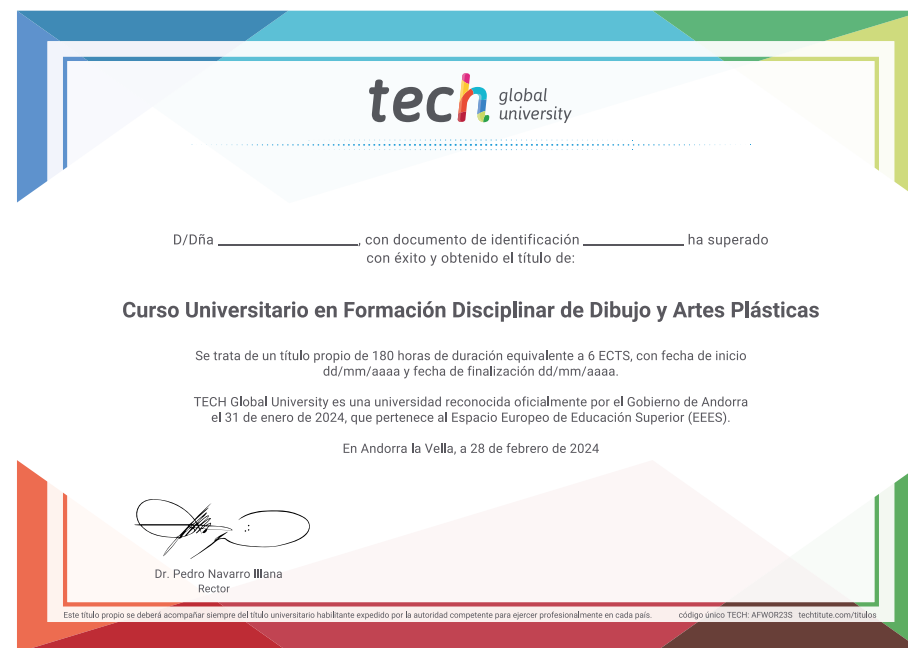 tech global university
D/Dña ____________________, con documento de identificación ______________ ha superado
con éxito y obtenido el título de:
Curso Universitario en Formación Disciplinar de Dibujo y Artes Plásticas
Se trata de un título propio de 180 horas de duración equivalente a 6 ECTS, con fecha de inicio
dd/mm/aaaa y fecha de finalización dd/mm/aaaa.
TECH Global University es una universidad reconocida oficialmente por el Gobierno de Andorra
el 31 de enero de 2024, que pertenece al Espacio Europeo de Educación Superior (EEES).
En Andorra la Vella, a 28 de febrero de 2024
Dr. Pedro Navarro Illana
Rector
Este título propio se deberá acompañar siempre del título universitario habilitante expedido por la autoridad competente para ejercer profesionalmente en cada país. código único TECH: AFWOR23S techtitute.com/titulos